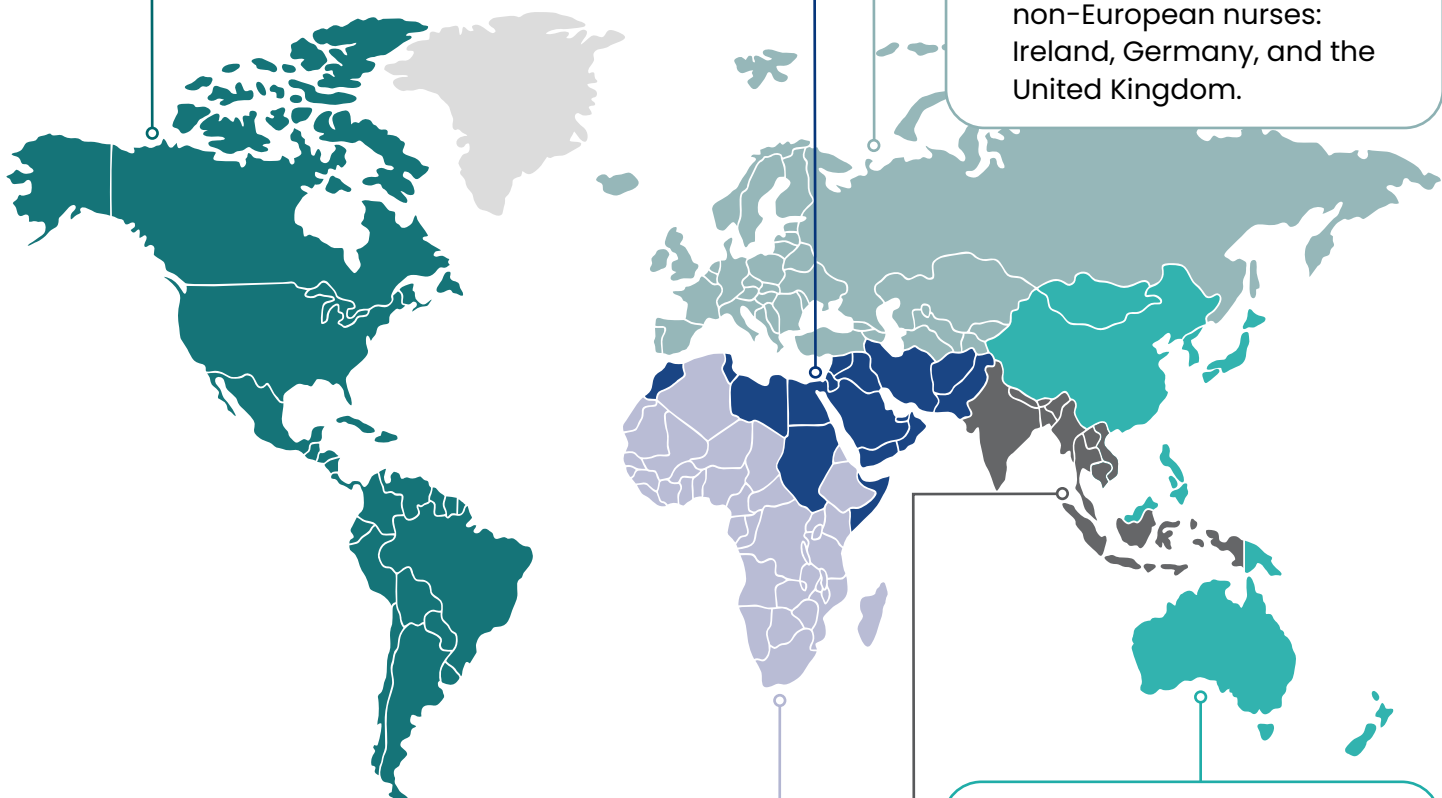 non-European nurses:
Ireland, Germany, and the
United Kingdom.